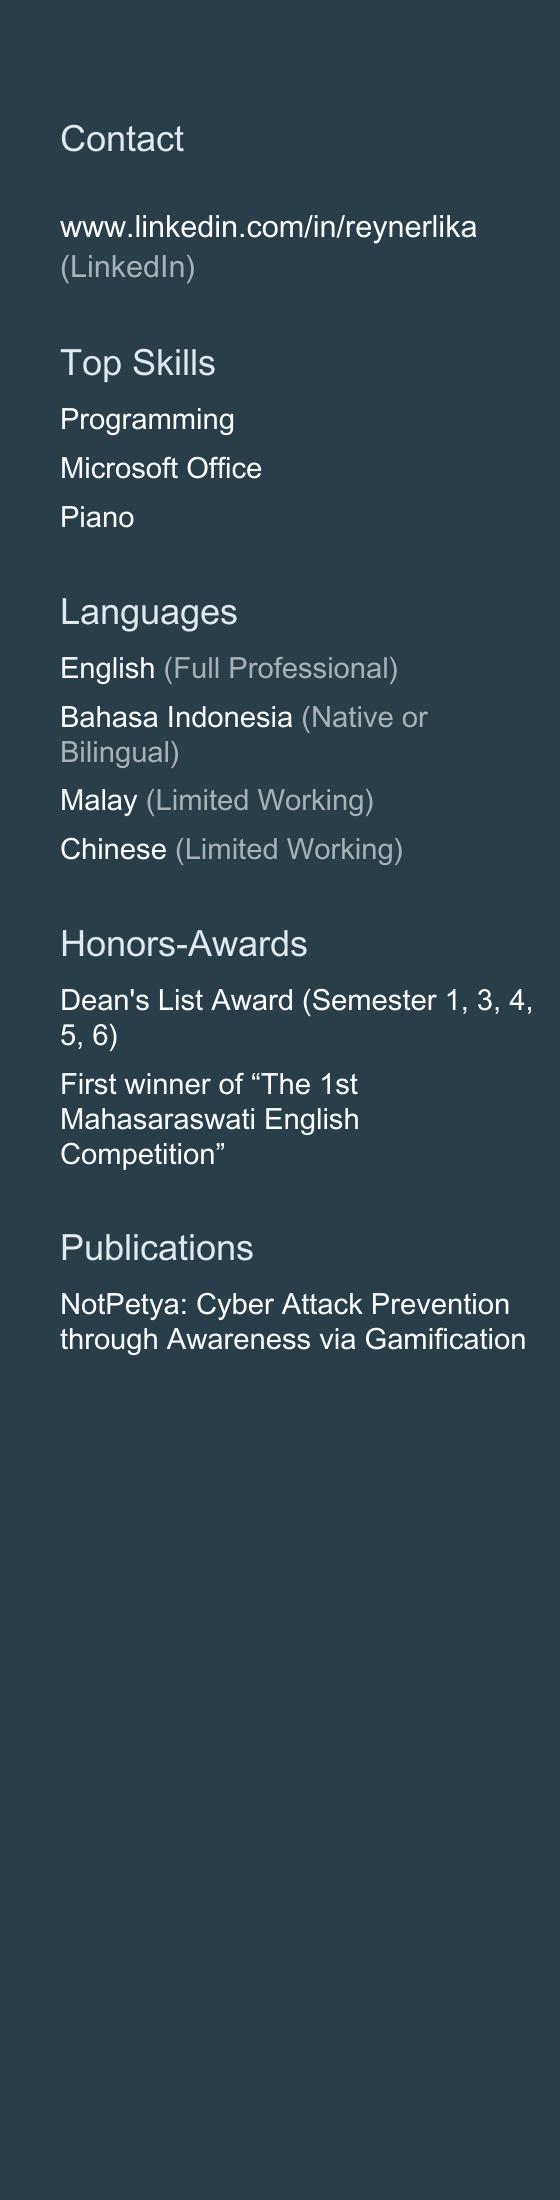 Contact
www.linkedin.com/in/reynerlika
(LinkedIn)
Top Skills
Programming
Microsoft Office
Piano
Languages
English (Full Professional)
Bahasa Indonesia (Native or
Bilingual)
Malay (Limited Working)
Chinese (Limited Working)
Honors-Awards
Dean's List Award (Semester 1, 3, 4,
5, 6)
First winner of “The 1st
Mahasaraswati English
Competition”
Publications
NotPetya: Cyber Attack Prevention
through Awareness via Gamification